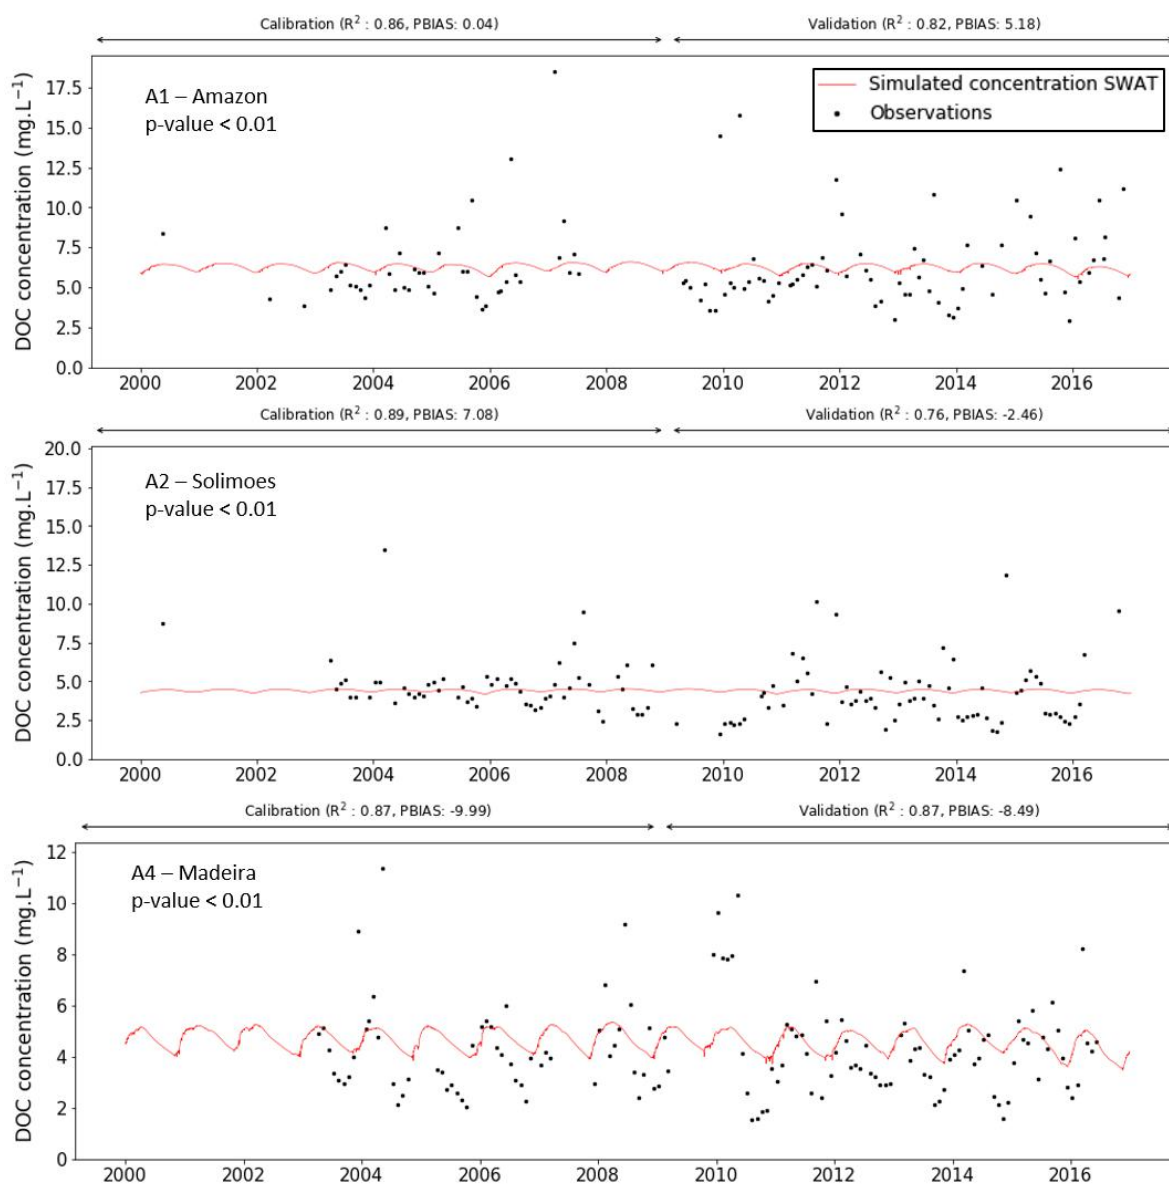 Calibration (R² : 0.86, PBIAS: 0.04) Validation (R² : 0.82, PBIAS: 5.18)
DOC concentration (mg.L⁻¹)
17.5
15.0
12.5
10.0
7.5
5.0
2.5
0.0
A1 – Amazon
p-value < 0.01
Simulated concentration SWAT
Observations
2000 2002 2004 2006 2008 2010 2012 2014 2016
Calibration (R² : 0.89, PBIAS: 7.08) Validation (R² : 0.76, PBIAS: -2.46)
DOC concentration (mg.L⁻¹)
20.0
17.5
15.0
12.5
10.0
7.5
5.0
2.5
0.0
A2 – Solimoes
p-value < 0.01
2000 2002 2004 2006 2008 2010 2012 2014 2016
Calibration (R² : 0.87, PBIAS: -9.99) Validation (R² : 0.87, PBIAS: -8.49)
DOC concentration (mg.L⁻¹)
12
10
8
6
4
2
0
A4 – Madeira
p-value < 0.01
2000 2002 2004 2006 2008 2010 2012 2014 2016